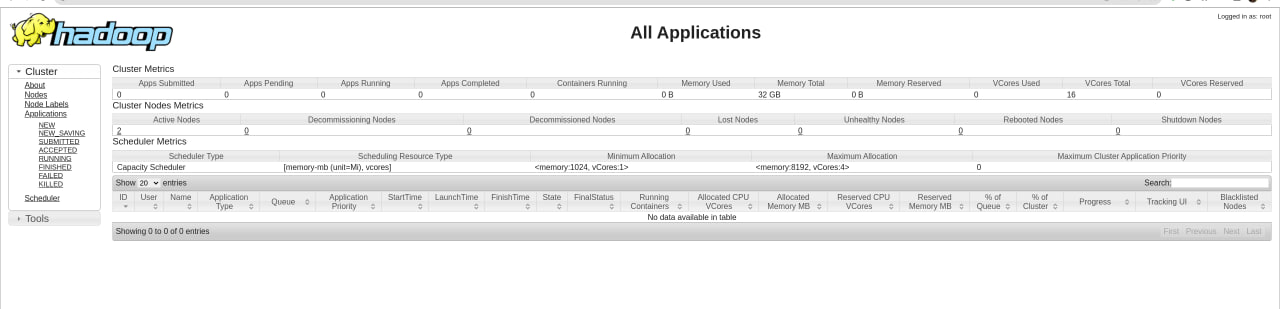 Logged in as: root
hadoop
All Applications
Cluster
About
Nodes
Node Labels
Applications
NEW
NEW_SAVING
SUBMITTED
ACCEPTED
RUNNING
FINISHED
FAILED
KILLED
Scheduler
Tools
Cluster Metrics
Apps Submitted Apps Pending Apps Running Apps Completed Containers Running Memory Used Memory Total Memory Reserved VCores Used VCores Total VCores Reserved
0 0 0 0 0 0 B 32 GB 0 B 0 16 0
Cluster Nodes Metrics
Active Nodes Decommissioning Nodes Decommissioned Nodes Lost Nodes Unhealthy Nodes Rebooted Nodes Shutdown Nodes
2 0 0 0 0 0 0
Scheduler Metrics
Scheduler Type Scheduling Resource Type Minimum Allocation Maximum Allocation Maximum Cluster Application Priority
Capacity Scheduler [memory-mb (unit=Mi), vcores] <memory:1024, vCores:1> <memory:8192, vCores:4> 0
Show 20 entries Search:
ID User Name Application Type Queue Application Priority StartTime LaunchTime FinishTime State FinalStatus Running Containers Allocated CPU VCores Allocated Memory MB Reserved CPU VCores Reserved Memory MB % of Queue % of Cluster Progress Tracking UI Blacklisted Nodes
No data available in table
Showing 0 to 0 of 0 entries First Previous Next Last